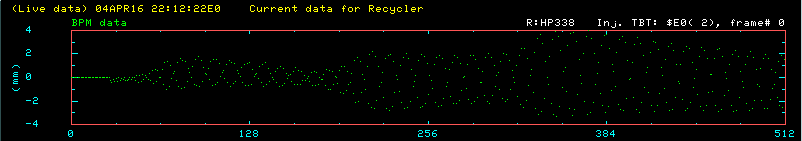 (Live data) 04APR16 22:12:22E0 Current data for Recycler
BPM data R:HP338 Inj. TBT: $E0( 2), frame# 0
4
2
0
-2
-4
(mm)
0 128 256 384 512